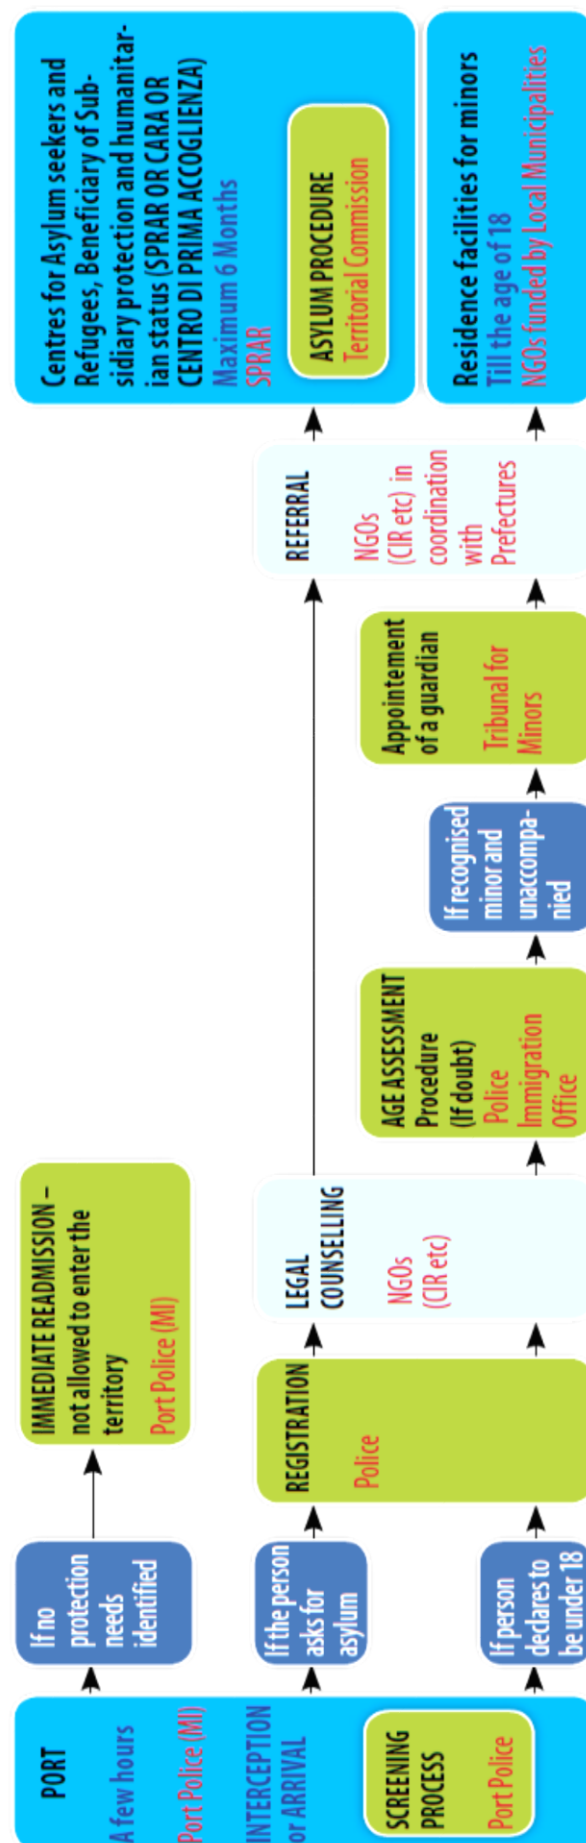 PORT
A few hours
Port Police (MI)
INTERCEPTION
or ARRIVAL
SCREENING
PROCESS
Port Police
If no
protection
needs
identified
IMMEDIATE READMISSION –
not allowed to enter the
territory
Port Police (MI)
If the person
asks for
asylum
If person
declares to
be under 18
REGISTRATION
Police
LEGAL
COUNSELLING
NGOs
(CIR etc)
AGE ASSESSMENT
Procedure
(If doubt)
Police
Immigration
Office
If recognised
minor and
unaccompa-
nied
Appointement
of a guardian
Tribunal for
Minors
REFERRAL
NGOs
(CIR etc) in
coordination
with
Prefectures
Centres for Asylum seekers and
Refugees, Beneficiary of Sub-
sidiary protection and humanitar-
ian status (SPRAR OR CARA OR
CENTRO DI PRIMA ACCOGLIENZA)
Maximum 6 Months
SPRAR
ASYLUM PROCEDURE
Territorial Commission
Residence facilities for minors
Till the age of 18
NGOs funded by Local Municipalities